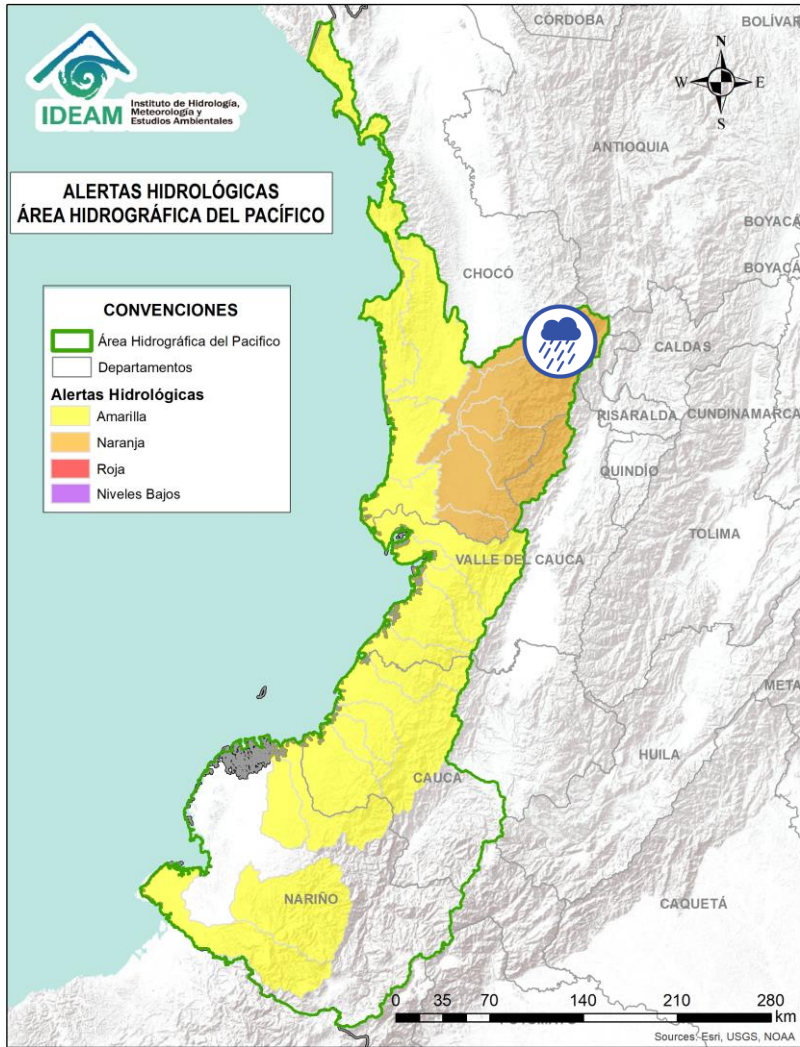 CÓRDOBA
BOLÍVAR
N
W
E
S
IDEAM
Instituto de Hidrología,
Meteorología y
Estudios Ambientales
ANTIOQUIA
ALERTAS HIDROLÓGICAS
ÁREA HIDROGRÁFICA DEL PACÍFICO
BOYACÁ
CHOCÓ
BOYACÁ
CONVENCIONES
Área Hidrográfica del Pacifico
Departamentos
Alertas Hidrológicas
Amarilla
Naranja
Roja
Niveles Bajos
CALDAS
RISARALDA
CUNDINAMARCA
QUINDÍO
TOLIMA
VALLE DEL CAUCA
META
HUILA
CAUCA
NARIÑO
CAQUETÁ
0 35 70 140 210 280
km
Sources: Esri, USGS, NOAA